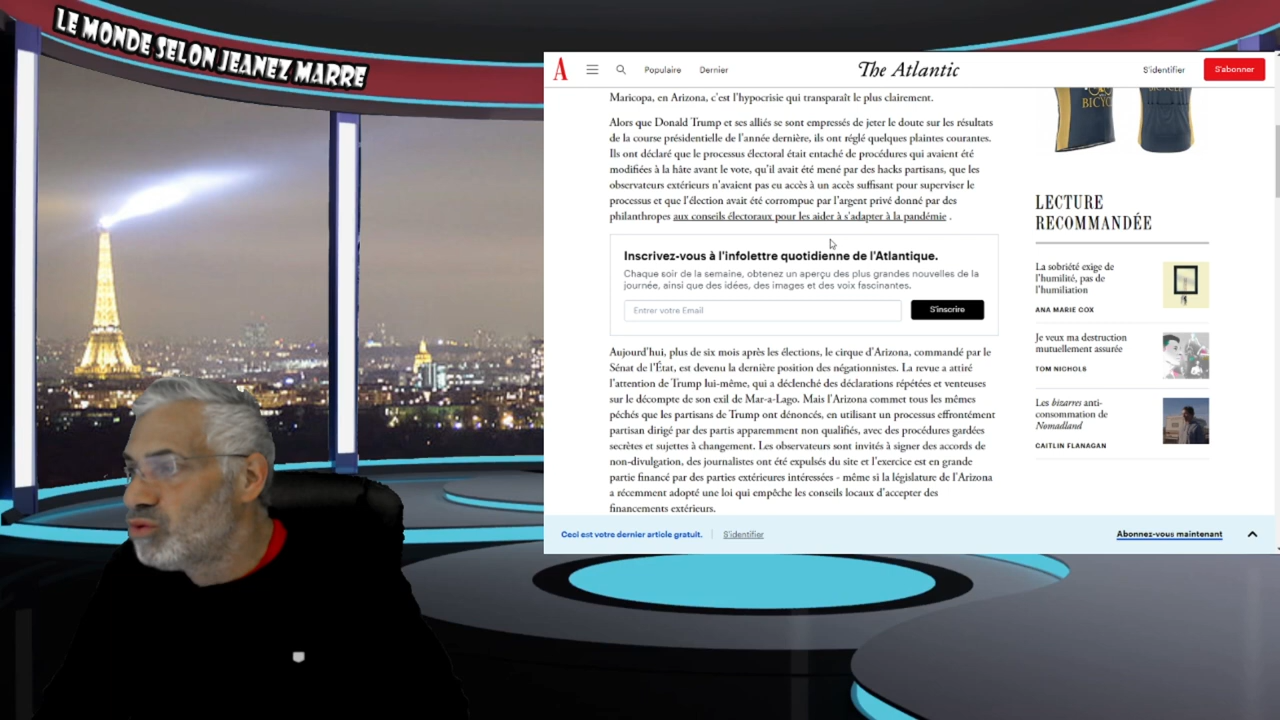 LE MONDE SELON JEANEZ MARRE
A
Populaire
Dernier
The Atlantic
S'identifier
S'abonner
Maricopa, en Arizona, c'est l'hypocrisie qui transparaît le plus clairement.
Alors que Donald Trump et ses alliés se sont empressés de jeter le doute sur les résultats
de la course présidentielle de l'année dernière, ils ont réglé quelques plaintes courantes.
Ils ont déclaré que le processus électoral était entaché de procédures qui avaient été
modifiées à la hâte avant le vote, qu'il avait été mené par des hacks partisans, que les
observateurs extérieurs n'avaient pas eu accès à un accès suffisant pour superviser le
processus et que l'élection avait été corrompue par l'argent privé donné par des
philanthropes aux conseils électoraux pour les aider à s'adapter à la pandémie .
Inscrivez-vous à l'infolettre quotidienne de l'Atlantique.
Chaque soir de la semaine, obtenez un aperçu des plus grandes nouvelles de la
journée, ainsi que des idées, des images et des voix fascinantes.
Entrer votre Email
S'inscrire
Aujourd'hui, plus de six mois après les élections, le cirque d'Arizona, commandé par le
Sénat de l'État, est devenu la dernière position des négationnistes. La revue a attiré
l'attention de Trump lui-même, qui a déclenché des déclarations répétées et venteuses
sur le décompte de son exil de Mar-a-Lago. Mais l'Arizona commet tous les mêmes
péchés que les partisans de Trump ont dénoncés, en utilisant un processus effrontément
partisan dirigé par des partis apparemment non qualifiés, avec des procédures gardées
secrètes et sujettes à changement. Les observateurs sont invités à signer des accords de
non-divulgation, des journalistes ont été expulsés du site et l'exercice est en grande
partie financé par des parties extérieures intéressées - même si la législature de l'Arizona
a récemment adopté une loi qui empêche les conseils locaux d'accepter des
financements extérieurs.
BICYC
LECTURE
RECOMMANDÉE
La sobriété exige de
l'humilité, pas de
l'humiliation
ANA MARIE COX
Je veux ma destruction
mutuellement assurée
TOM NICHOLS
Les bizarres anti-
consommation de
Nomadland
CAITLIN FLANAGAN
Ceci est votre dernier article gratuit.
S'identifier
Abonnez-vous maintenant